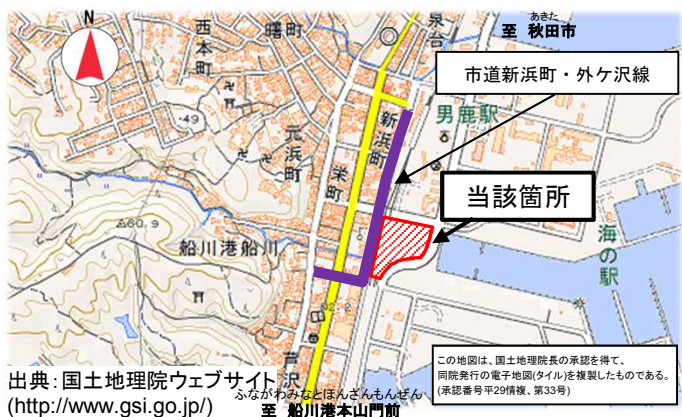 N
西本町
曙町
泉台
至 秋田市
あきた
市道新浜町・外ケ沢線
49
元浜町
新浜町
男鹿駅
栄町
当該箇所
60.9
船川港船川
海の駅
芦沢
この地図は、国土地理院長の承認を得て、
同院発行の電子地図(タイル)を複製したものである。
(承認番号平29情複、第33号)
出典:国土地理院ウェブサイト
(http://www.gsi.go.jp/)
ふながわみなとほんざんもんぜん
至 船川港本山門前